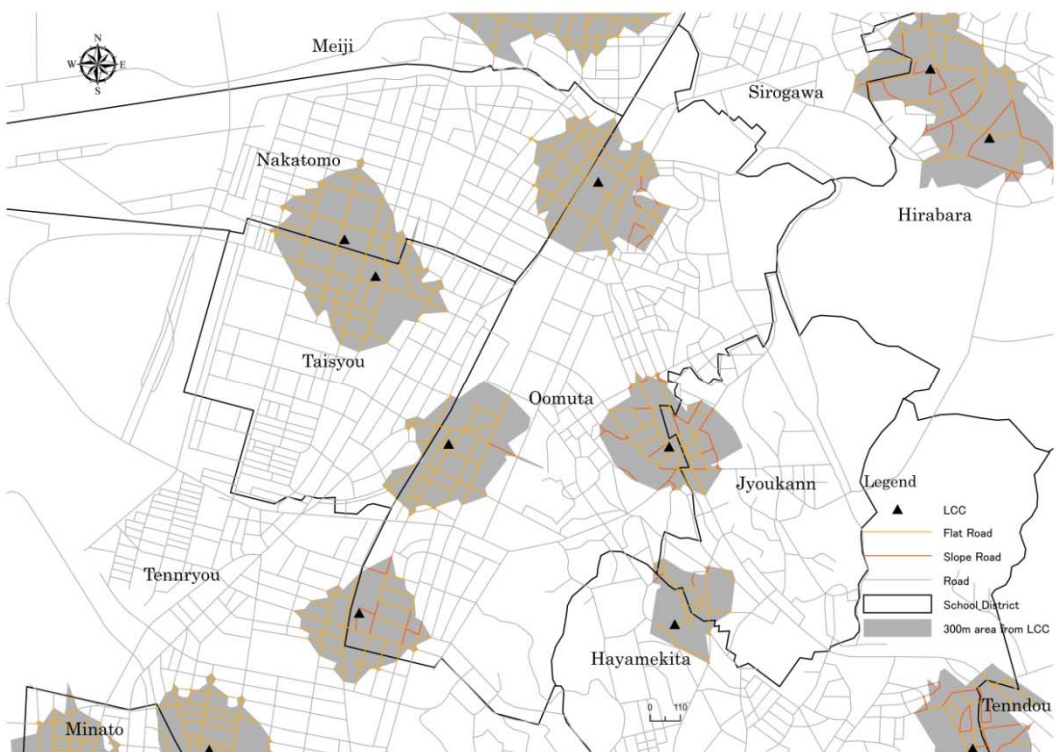 N
W E
S
Meiji
Sirogawa
Nakatomo
Hirabara
Taisyou
Oomuta
Jyoukann
Legend
LCC
Flat Road
Slope Road
Road
School District
300m area from LCC
Tennryou
Hayamekita
Tenndou
Minato
0 110